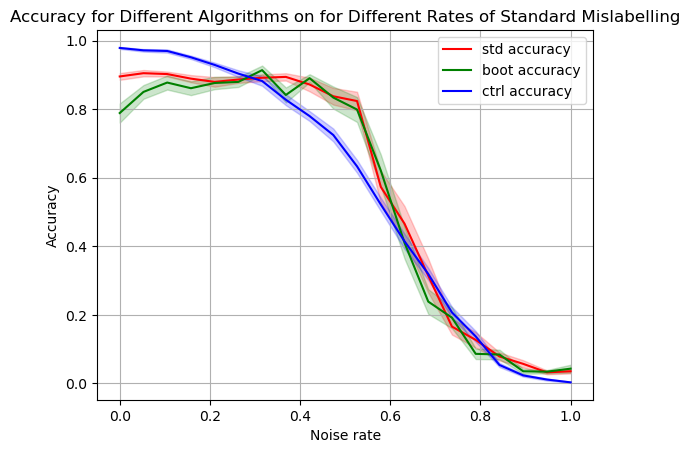 Accuracy for Different Algorithms on for Different Rates of Standard Mislabelling
1.0
0.8
0.6
0.4
0.2
0.0
Accuracy
std accuracy
boot accuracy
ctrl accuracy
0.0 0.2 0.4 0.6 0.8 1.0
Noise rate